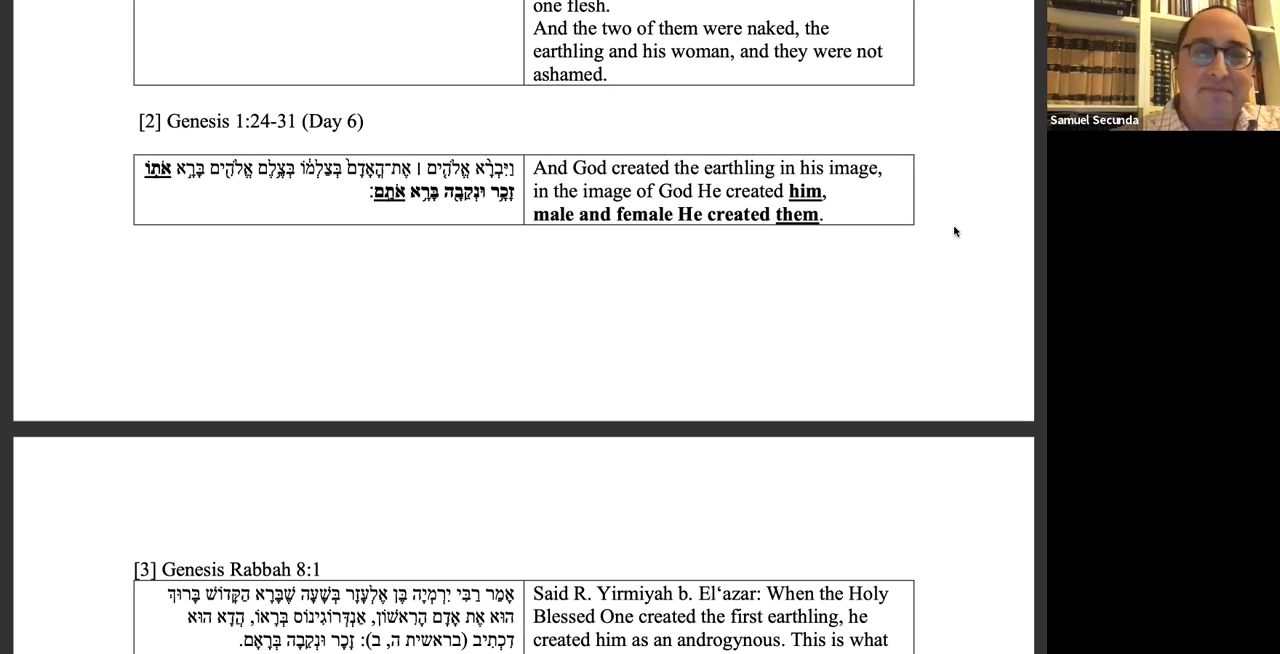 one flesh.
And the two of them were naked, the
earthling and his woman, and they were not
ashamed.
[2] Genesis 1:24-31 (Day 6)
וַיִּבְרָ֨א אֱלֹהִ֤ים ׀ אֶת־הָֽאָדָם֙ בְּצַלְמ֔וֹ בְּצֶ֥לֶם אֱלֹהִ֖ים בָּרָ֣א אֹת֑וֹ
זָכָ֥ר וּנְקֵבָ֖ה בָּרָ֥א אֹתָֽם׃
And God created the earthling in his image,
in the image of God He created him,
male and female He created them.
[3] Genesis Rabbah 8:1
אָמַר רַבִּי יִרְמְיָה בֶּן אֶלְעָזָר בְּשָׁעָה שֶׁבָּרָא הַקָּדוֹשׁ בָּרוּךְ
הוּא אֶת אָדָם הָרִאשׁוֹן, אַנְדְּרוֹגִינוֹס בְּרָאוֹ, הֲדָא הוּא
דִכְתִיב (בראשית ה, ב): זָכָר וּנְקֵבָה בְּרָאָם.
Said R. Yirmiyah b. El‘azar: When the Holy
Blessed One created the first earthling, he
created him as an androgynous. This is what
Samuel Secunda